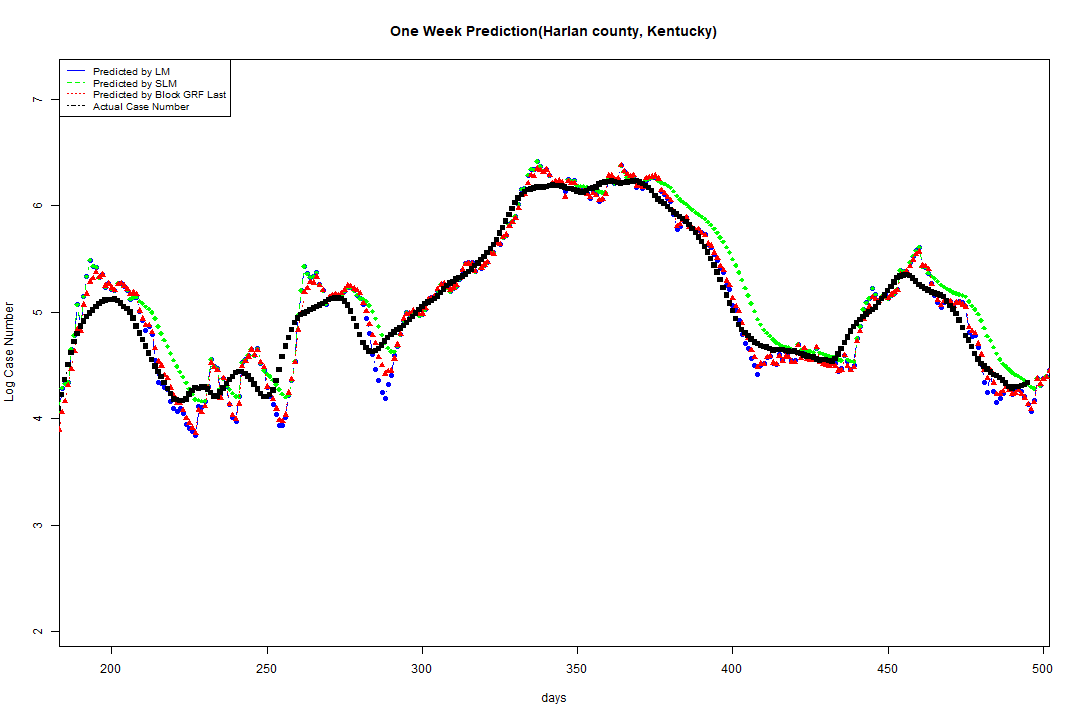 One Week Prediction(Harlan county, Kentucky)
Predicted by LM
Predicted by SLM
Predicted by Block GRF Last
Actual Case Number
7
6
5
4
3
2
Log Case Number
200 250 300 350 400 450 500
days